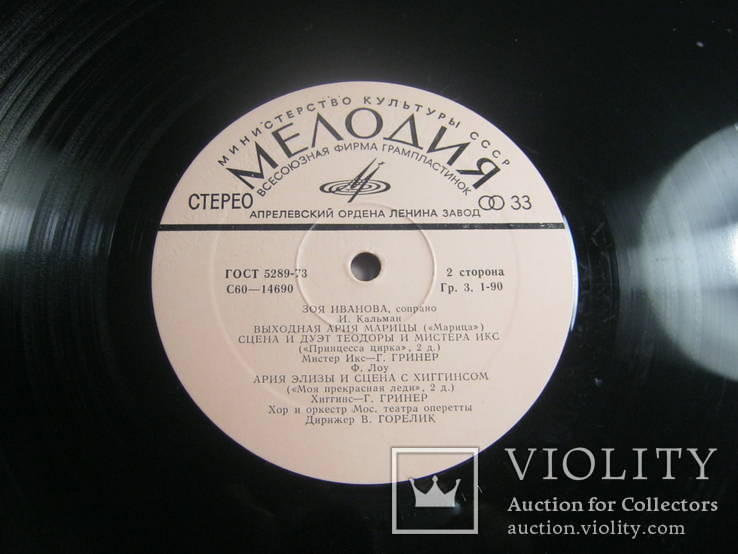 МИНИСТЕРСТВО КУЛЬТУРЫ СССР
МЕЛОДИЯ
ВСЕСОЮЗНАЯ ФИРМА ГРАМПЛАСТИНОК
СТЕРЕО 33
АПРЕЛЕВСКИЙ ОРДЕНА ЛЕНИНА ЗАВОД
ГОСТ 5289-73 2 сторона
С60—14690 Гр. 3. 1-90
ЗОЯ ИВАНОВА, сопрано
И. Кальман
ВЫХОДНАЯ АРИЯ МАРИЦЫ («Марица»)
СЦЕНА И ДУЭТ ТЕОДОРЫ И МИСТЕРА ИКС
(«Принцесса цирка», 2 д.)
Мистер Икс—Г. ГРИНЕР
Ф. Лоу
АРИЯ ЭЛИЗЫ И СЦЕНА С ХИГГИНСОМ
(«Моя прекрасная леди», 2 д.)
Хиггинс—Г. ГРИНЕР
Хор и оркестр Мос. театра оперетты
Дирижер В. ГОРЕЛИК
VIOLITY
Auction for Collectors
auction.violity.com